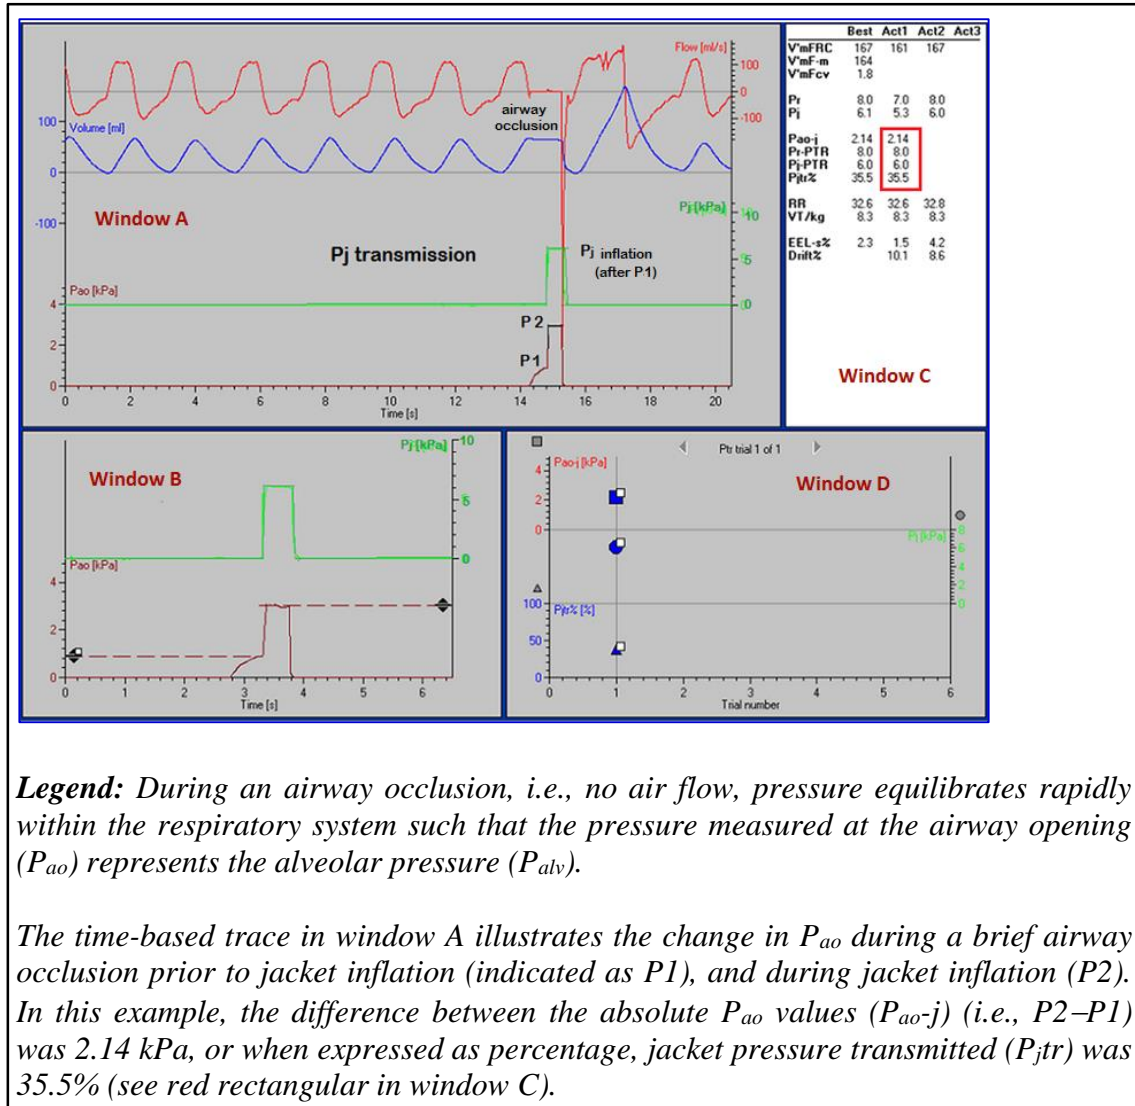 Flow [ml/s]
100
0
-100
airway
occlusion
100
Volume [ml]
0
-100
Window A
Pj transmission
Pj [kPa]
10
5
0
Pj inflation
(after P1)
Pao [kPa]
4
2
0
P 2
P1
0 2 4 6 8 10 12 14 16 18 20
Time [s]
Best Act1 Act2 Act3
V'mFRC 167 161 167
V'mF-m 164
V'mFcv 1.8
Pr 8.0 7.0 8.0
Pj 6.1 5.3 6.0
Pao-j 2.14 2.14
Pr-PTR 8.0 8.0
Pj-PTR 6.0 6.0
Pjtr% 35.5 35.5
RR 32.6 32.6 32.8
VT/kg 8.3 8.3 8.3
EEL-s% 2.3 1.5 4.2
Drift% 10.1 8.6
Window C
Window B
Pj [kPa]
10
5
0
Pao [kPa]
4
2
0
0 1 2 3 4 5 6
Time [s]
Ptr trial 1 of 1
Window D
Pao-j [kPa]
4
2
0
Pj [kPa]
8
6
4
2
0
Pjtr% [%]
100
50
0
0 1 2 3 4 5 6
Trial number
Legend: During an airway occlusion, i.e., no air flow, pressure equilibrates rapidly
within the respiratory system such that the pressure measured at the airway opening
(Pao) represents the alveolar pressure (Palv).
The time-based trace in window A illustrates the change in Pao during a brief airway
occlusion prior to jacket inflation (indicated as P1), and during jacket inflation (P2).
In this example, the difference between the absolute Pao values (Pao-j) (i.e., P2–P1)
was 2.14 kPa, or when expressed as percentage, jacket pressure transmitted (Pjtr) was
35.5% (see red rectangular in window C).